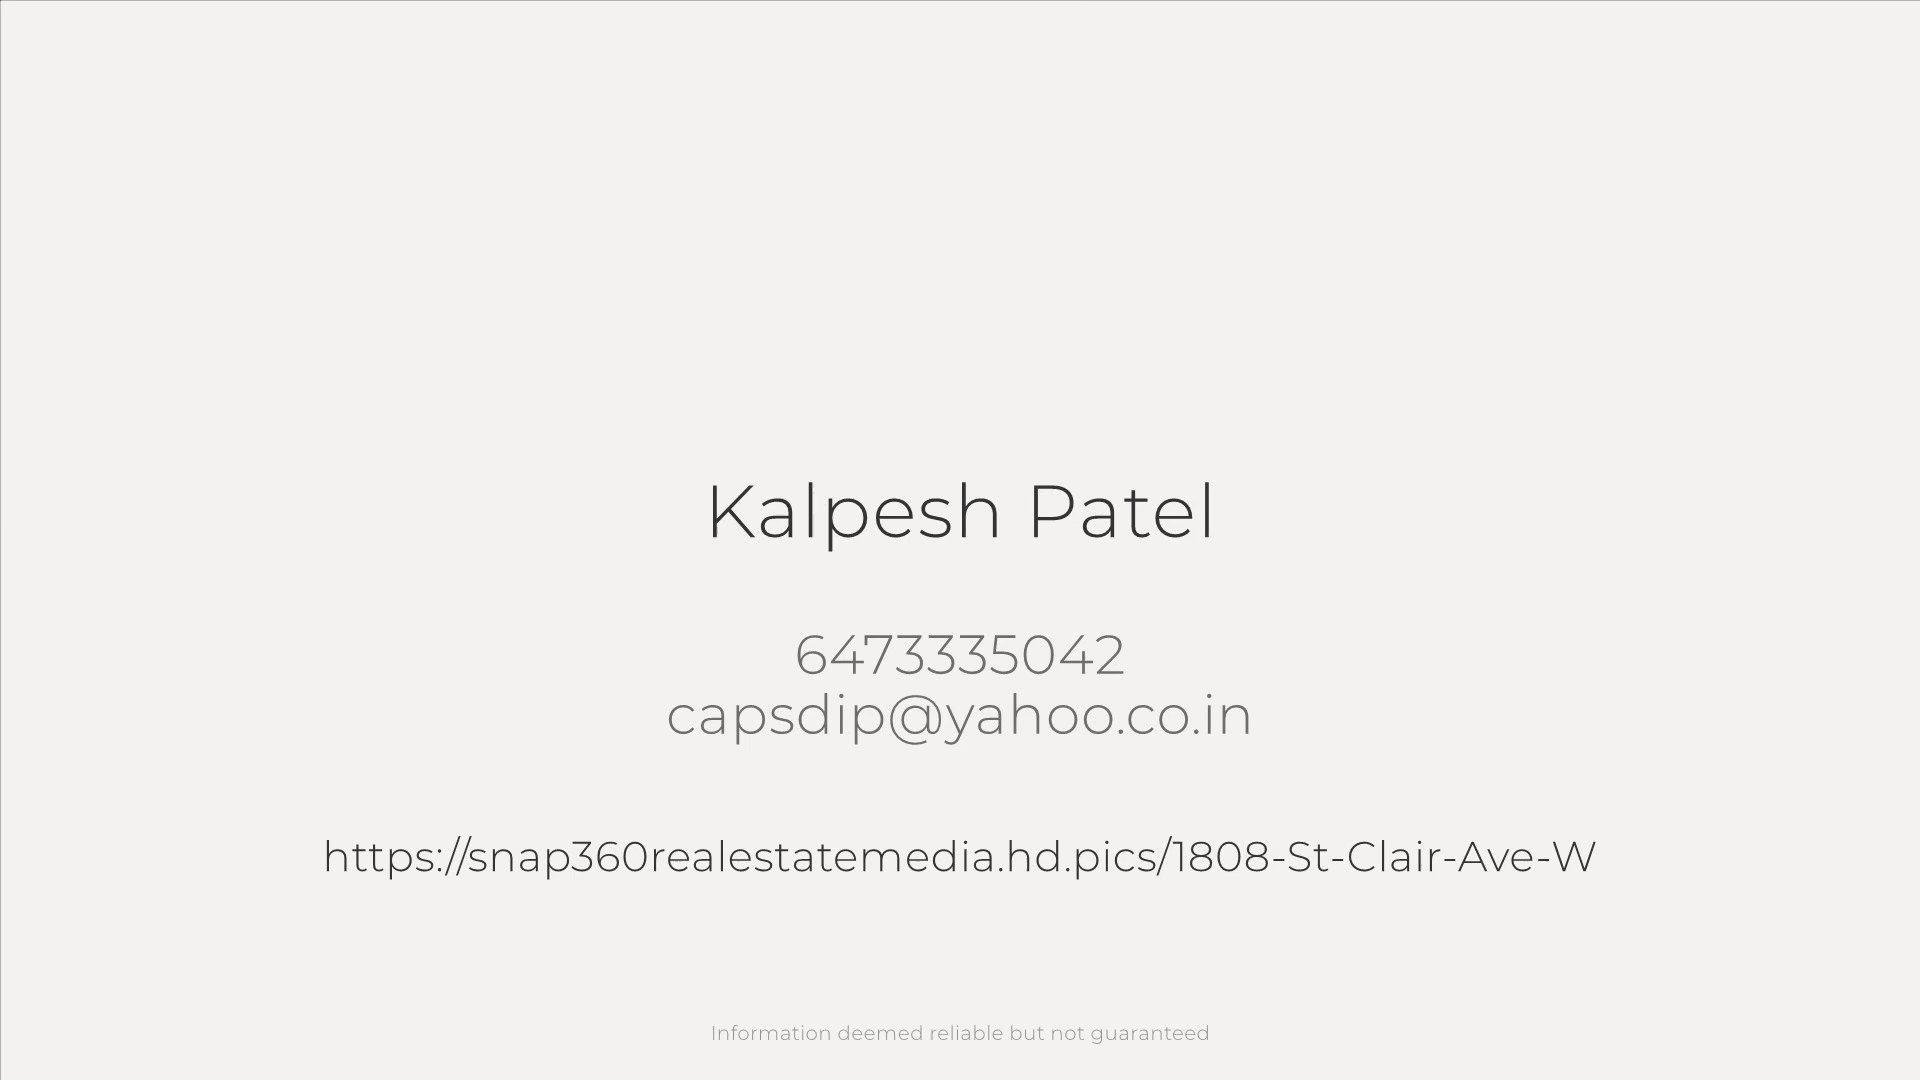 Kalpesh Patel
6473335042
capsdip@yahoo.co.in
https://snap360realestatemedia.hd.pics/1808-St-Clair-Ave-W
Information deemed reliable but not guaranteed